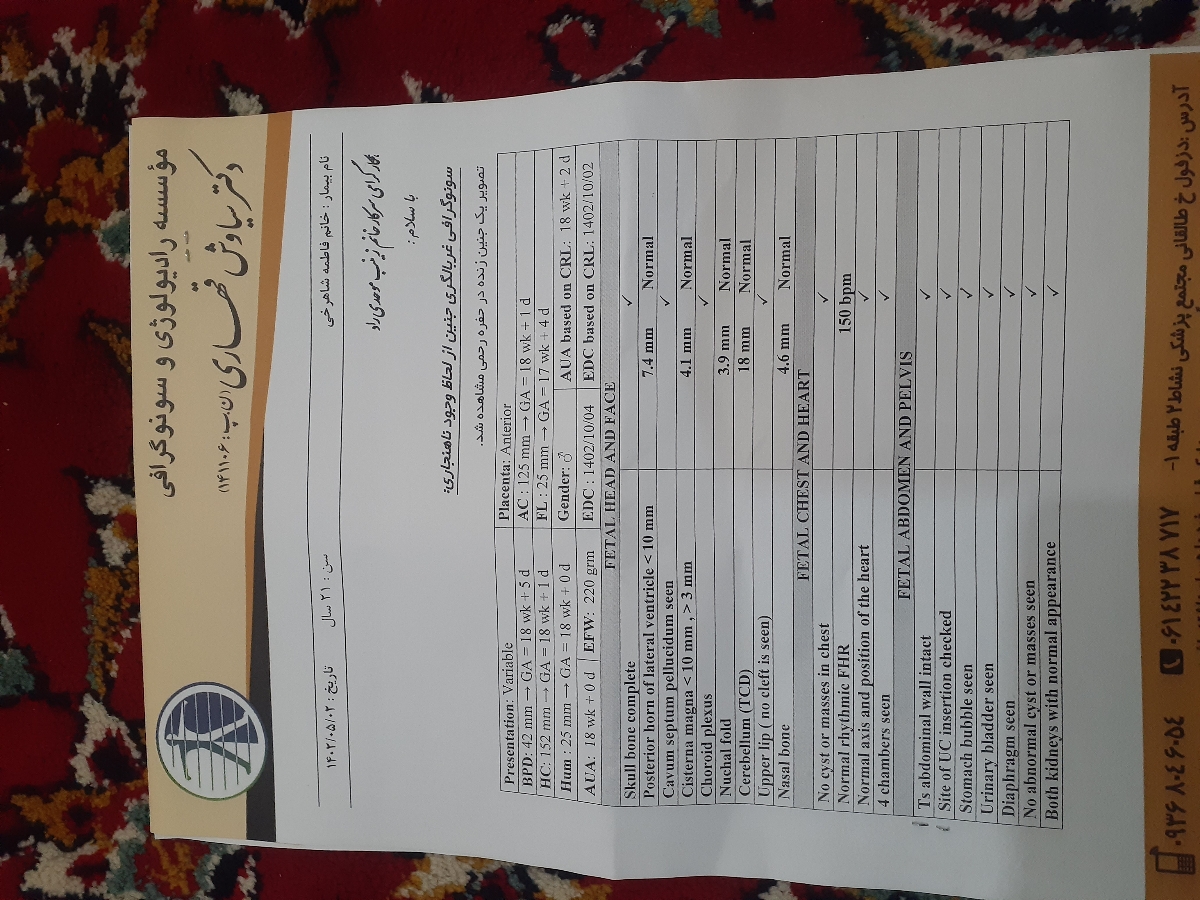 مؤسسه رادیولوژی و سونوگرافی
دکتر سیاوش قصاری (ن.پ: ۱۴۱۱۰۶)
نام بیمار : خانم فاطمه شاهرخی سن : ۲۱ سال تاریخ : ۱۴۰۲/۰۵/۰۲
همکار گرامی سرکار خانم زینب موحدی راد
با سلام :
سونوگرافی غربالگری جنین از لحاظ وجود ناهنجاری:
تصویر یک جنین زنده در حفره رحمی مشاهده شد.
Presentation: Variable Placenta: Anterior
BPD: 42 mm → GA = 18 wk + 5 d AC : 125 mm → GA = 18 wk + 1 d
HC: 152 mm → GA = 18 wk + 1 d FL : 25 mm → GA = 17 wk + 4 d
Hum : 25 mm → GA = 18 wk + 0 d Gender: ♂ AUA based on CRL: 18 wk + 2 d
AUA: 18 wk + 0 d EFW: 220 grm EDC : 1402/10/04 EDC based on CRL: 1402/10/02
FETAL HEAD AND FACE
Skull bone complete ✓
Posterior horn of lateral ventricle < 10 mm 7.4 mm Normal
Cavum septum pellucidum seen ✓
Cisterna magna < 10 mm , > 3 mm 4.1 mm Normal
Choroid plexus ✓
Nuchal fold 3.9 mm Normal
Cerebellum (TCD) 18 mm Normal
Upper lip ( no cleft is seen) ✓
Nasal bone 4.6 mm Normal
FETAL CHEST AND HEART
No cyst or masses in chest ✓
Normal rhythmic FHR 150 bpm
Normal axis and position of the heart ✓
4 chambers seen ✓
FETAL ABDOMEN AND PELVIS
Ts abdominal wall intact ✓
Site of UC insertion checked ✓
Stomach bubble seen ✓
Urinary bladder seen ✓
Diaphragm seen ✓
No abnormal cyst or masses seen ✓
Both kidneys with normal appearance ✓
آدرس :دزفول خ طالقانی مجتمع پزشکی نشاط ۲ طبقه ۱- ۰۶۱ ۴۲۲ ۳۸ ۷۱۷ ۰۹۳۶ ۸۰۴ ۶۰۵۴